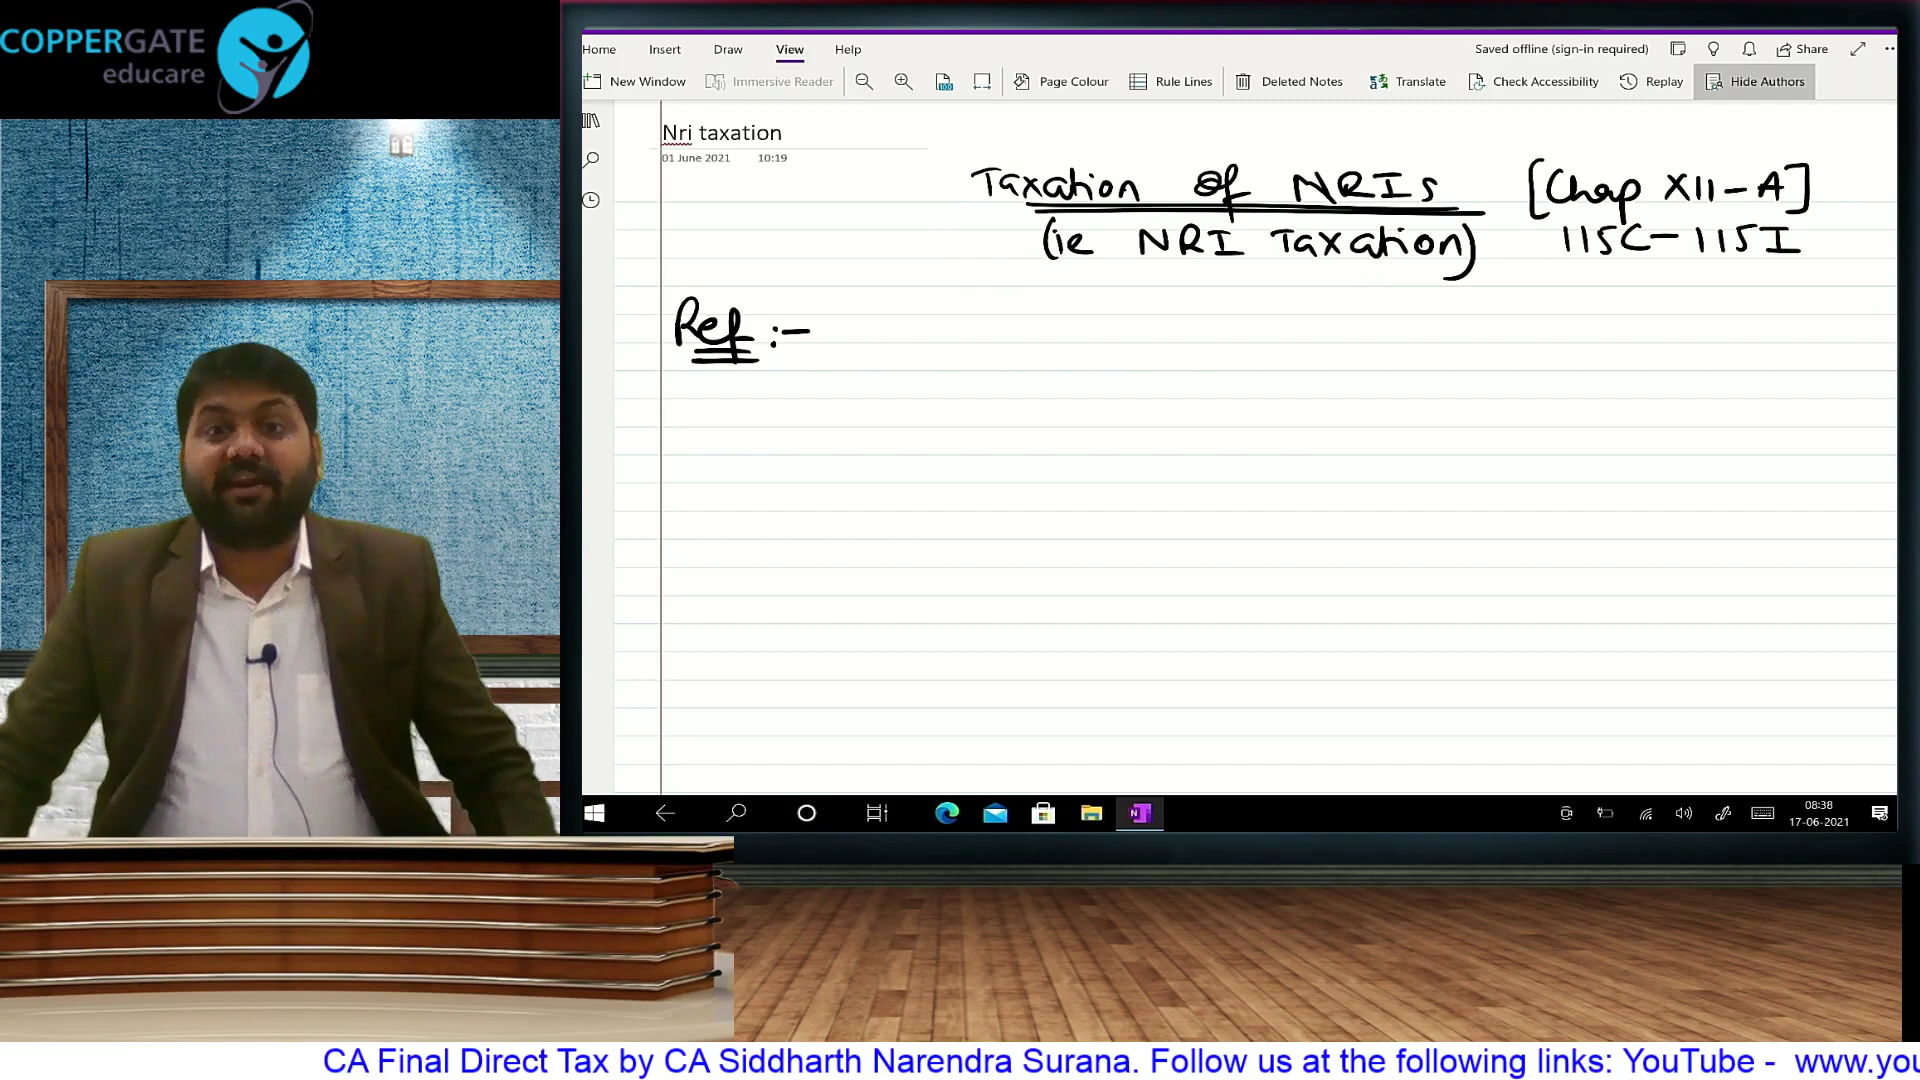 COPPERGATE
educare
Home Insert Draw View Help
Saved offline (sign-in required) Share
New Window Immersive Reader 100 Page Colour Rule Lines Deleted Notes Translate Check Accessibility Replay Hide Authors
Nri taxation
01 June 2021 10:19
Taxation of NRIs [Chap XII-A]
(ie NRI Taxation) 115C-115I
Ref :-
08:38
17-06-2021
CA Final Direct Tax by CA Siddharth Narendra Surana. Follow us at the following links: YouTube - www.you